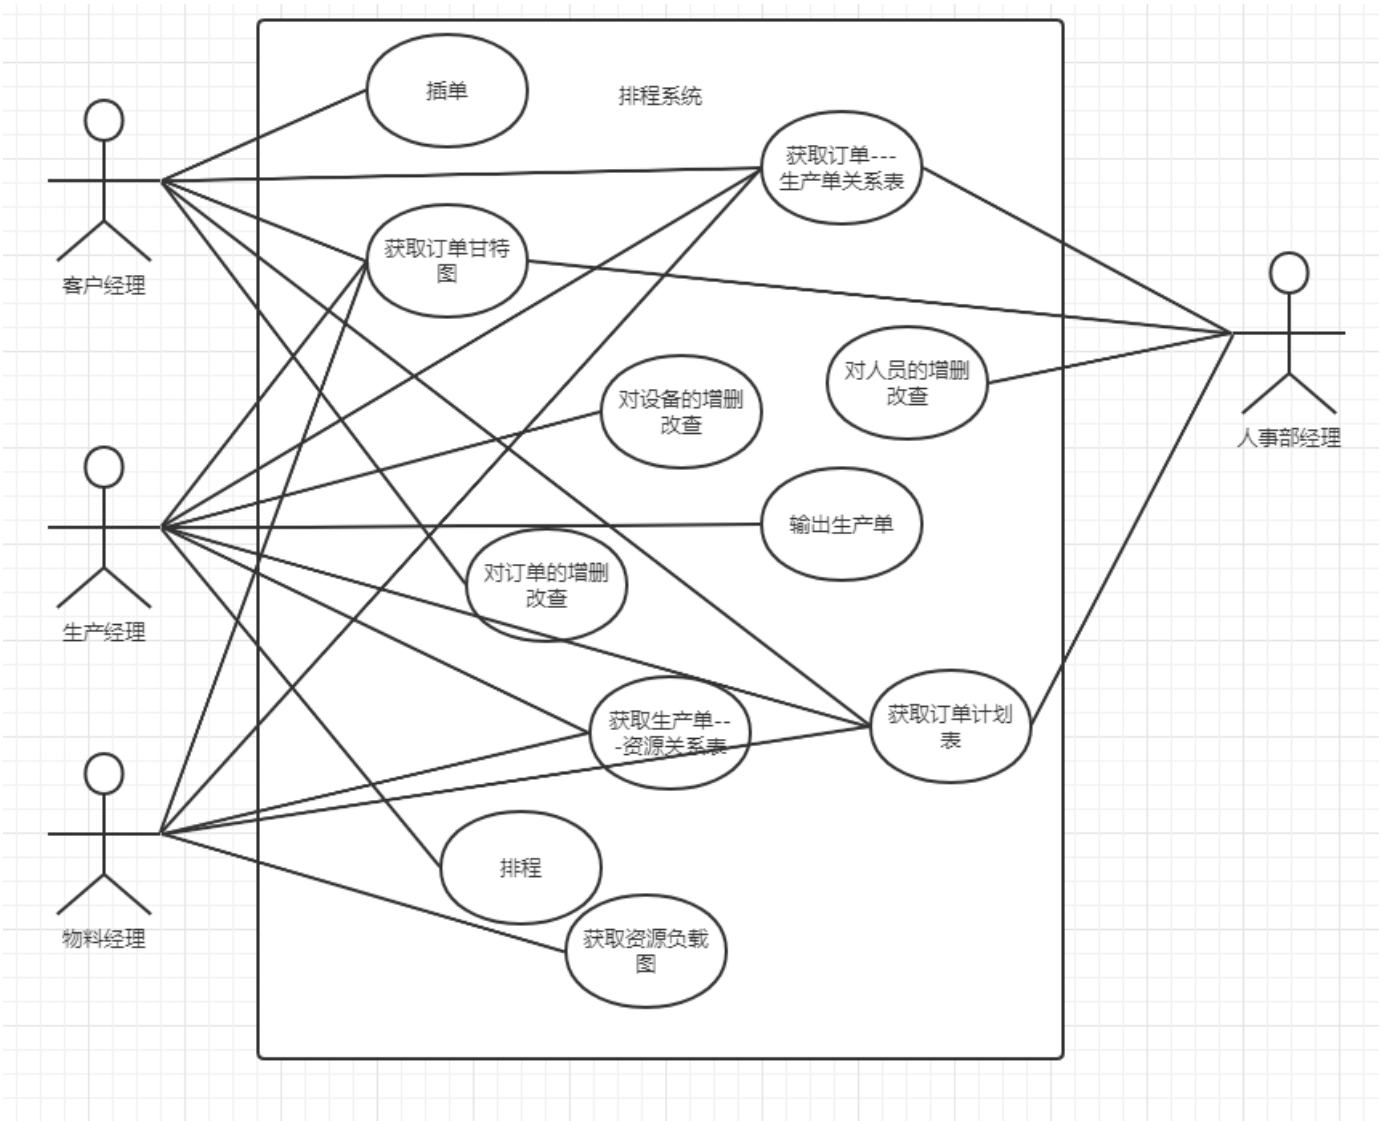 插单
排程系统
获取订单---
生产单关系表
获取订单甘特
图
客户经理
对人员的增删
改查
对设备的增删
改查
人事部经理
输出生产单
对订单的增删
改查
生产经理
获取生产单--
-资源关系表
获取订单计划
表
排程
物料经理
获取资源负载
图